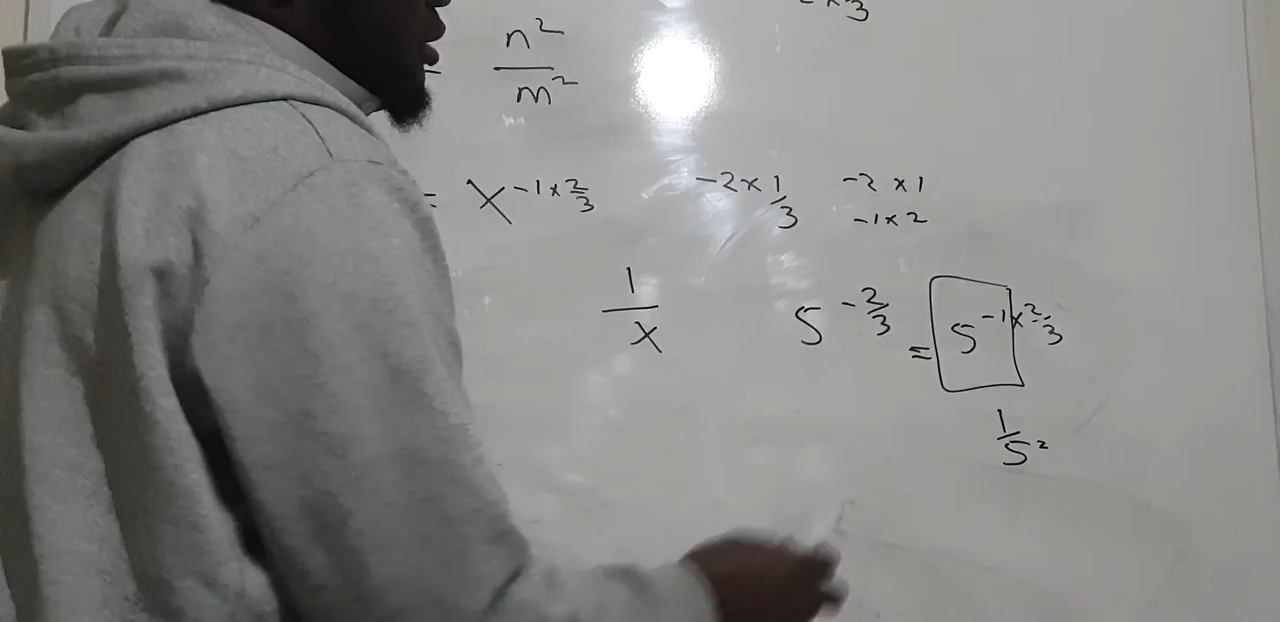 n²
—
m²
= x^(-1×2/3) -2×1/3 -2×1
-1×2
1/x 5^(-2/3) = 5^(-1×2/3)
1/5²